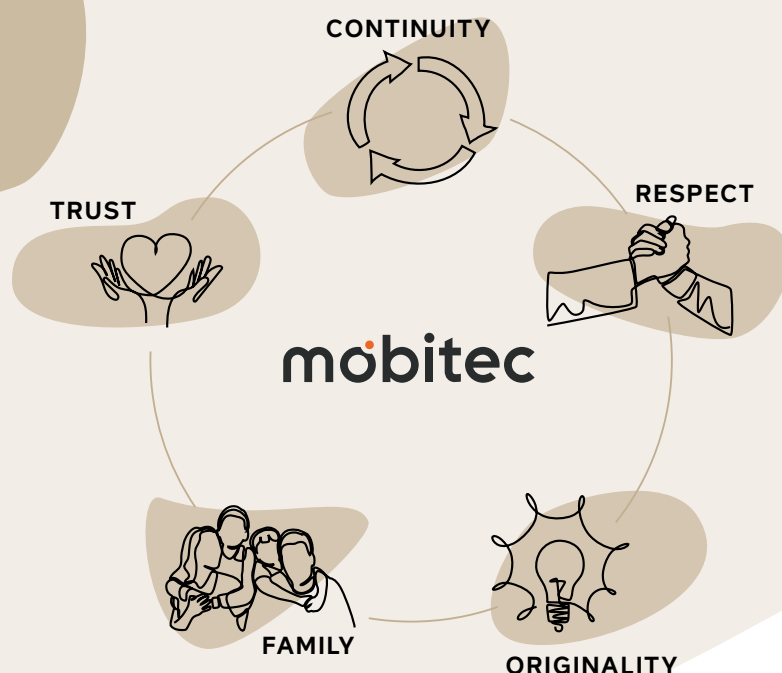 CONTINUITY
TRUST
RESPECT
mobitec
FAMILY
ORIGINALITY